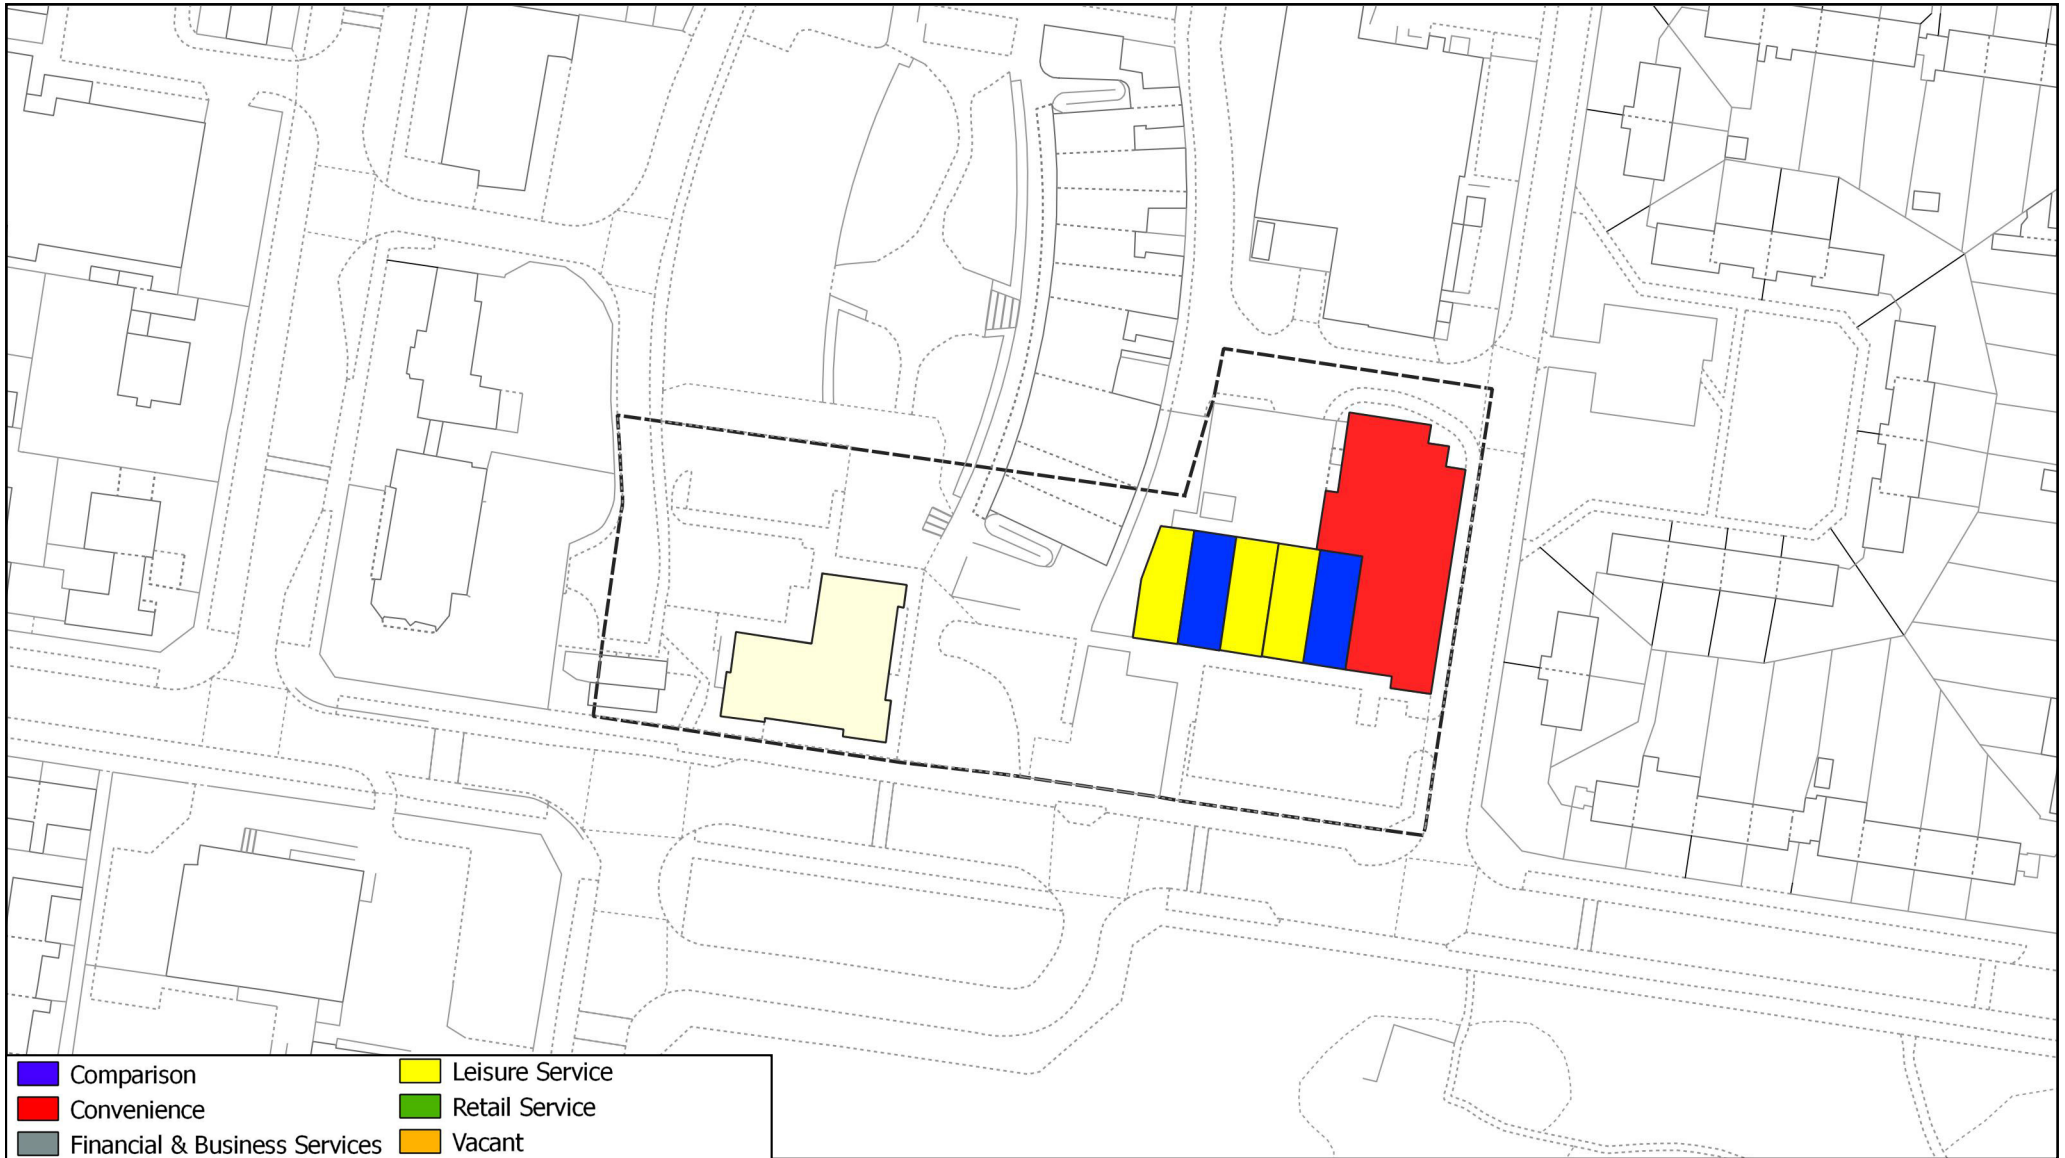 Comparison
Convenience
Financial & Business Services
Leisure Service
Retail Service
Vacant